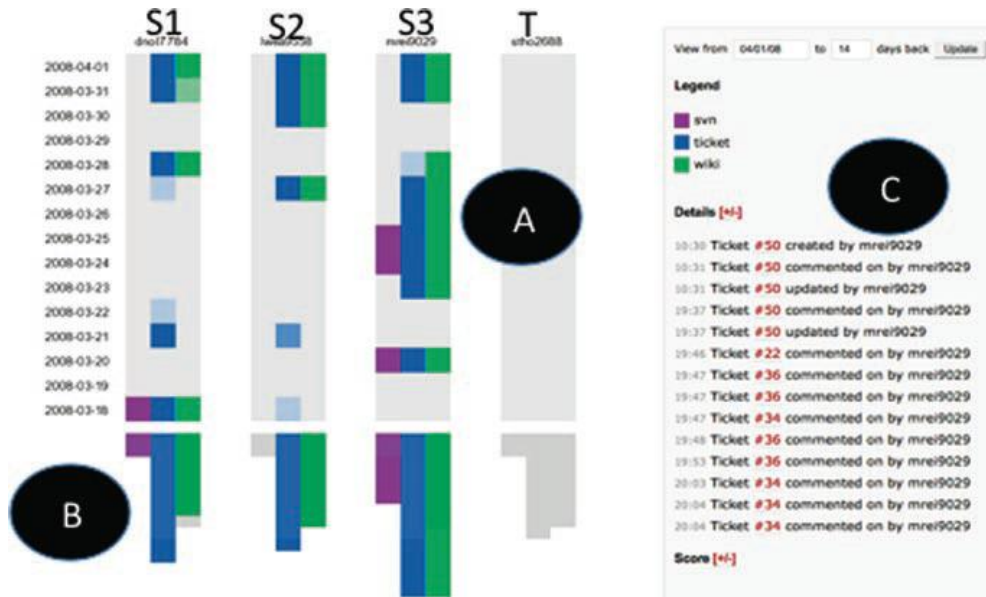 S1 S2 S3 T
dnol7784 mrei9029 stho2688
2008-04-01
2008-03-31
2008-03-30
2008-03-29
2008-03-28
2008-03-27
2008-03-26
2008-03-25
2008-03-24
2008-03-23
2008-03-22
2008-03-21
2008-03-20
2008-03-19
2008-03-18
A
B
View from 04/01/08 to 14 days back Update
Legend
svn
ticket
wiki
C
Details [+/-]
10:30 Ticket #50 created by mrei9029
10:31 Ticket #50 commented on by mrei9029
10:31 Ticket #50 updated by mrei9029
19:37 Ticket #50 commented on by mrei9029
19:37 Ticket #50 updated by mrei9029
19:46 Ticket #22 commented on by mrei9029
19:47 Ticket #36 commented on by mrei9029
19:47 Ticket #36 commented on by mrei9029
19:47 Ticket #34 commented on by mrei9029
19:48 Ticket #36 commented on by mrei9029
19:53 Ticket #36 commented on by mrei9029
20:03 Ticket #34 commented on by mrei9029
20:04 Ticket #34 commented on by mrei9029
20:04 Ticket #34 commented on by mrei9029
Score [+/-]